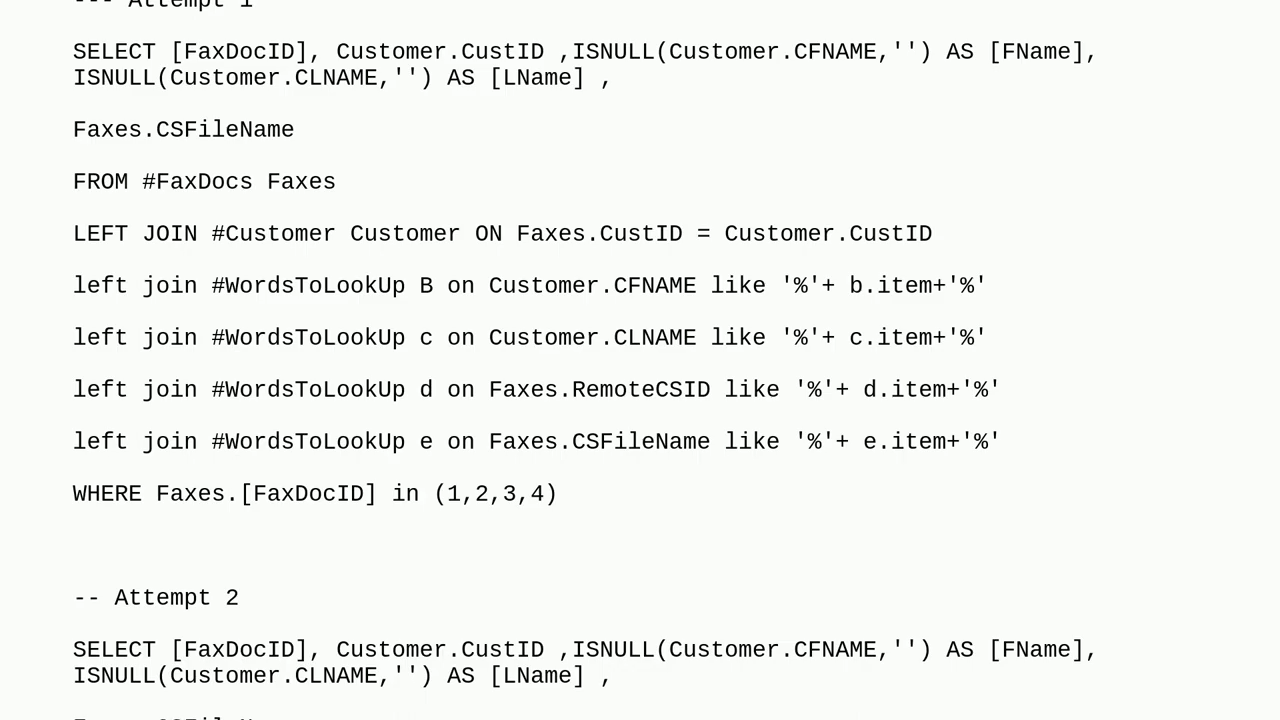 --- Attempt 1
SELECT [FaxDocID], Customer.CustID ,ISNULL(Customer.CFNAME,'') AS [FName],
ISNULL(Customer.CLNAME,'') AS [LName] ,
Faxes.CSFileName
FROM #FaxDocs Faxes
LEFT JOIN #Customer Customer ON Faxes.CustID = Customer.CustID
left join #WordsToLookUp B on Customer.CFNAME like '%'+ b.item+'%'
left join #WordsToLookUp c on Customer.CLNAME like '%'+ c.item+'%'
left join #WordsToLookUp d on Faxes.RemoteCSID like '%'+ d.item+'%'
left join #WordsToLookUp e on Faxes.CSFileName like '%'+ e.item+'%'
WHERE Faxes.[FaxDocID] in (1,2,3,4)
-- Attempt 2
SELECT [FaxDocID], Customer.CustID ,ISNULL(Customer.CFNAME,'') AS [FName],
ISNULL(Customer.CLNAME,'') AS [LName] ,